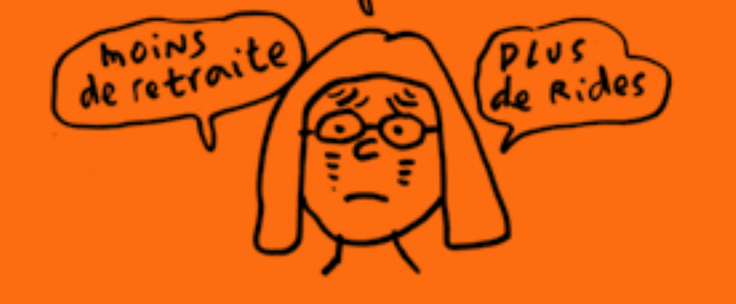 moins
de retraite
PLUS
de Rides